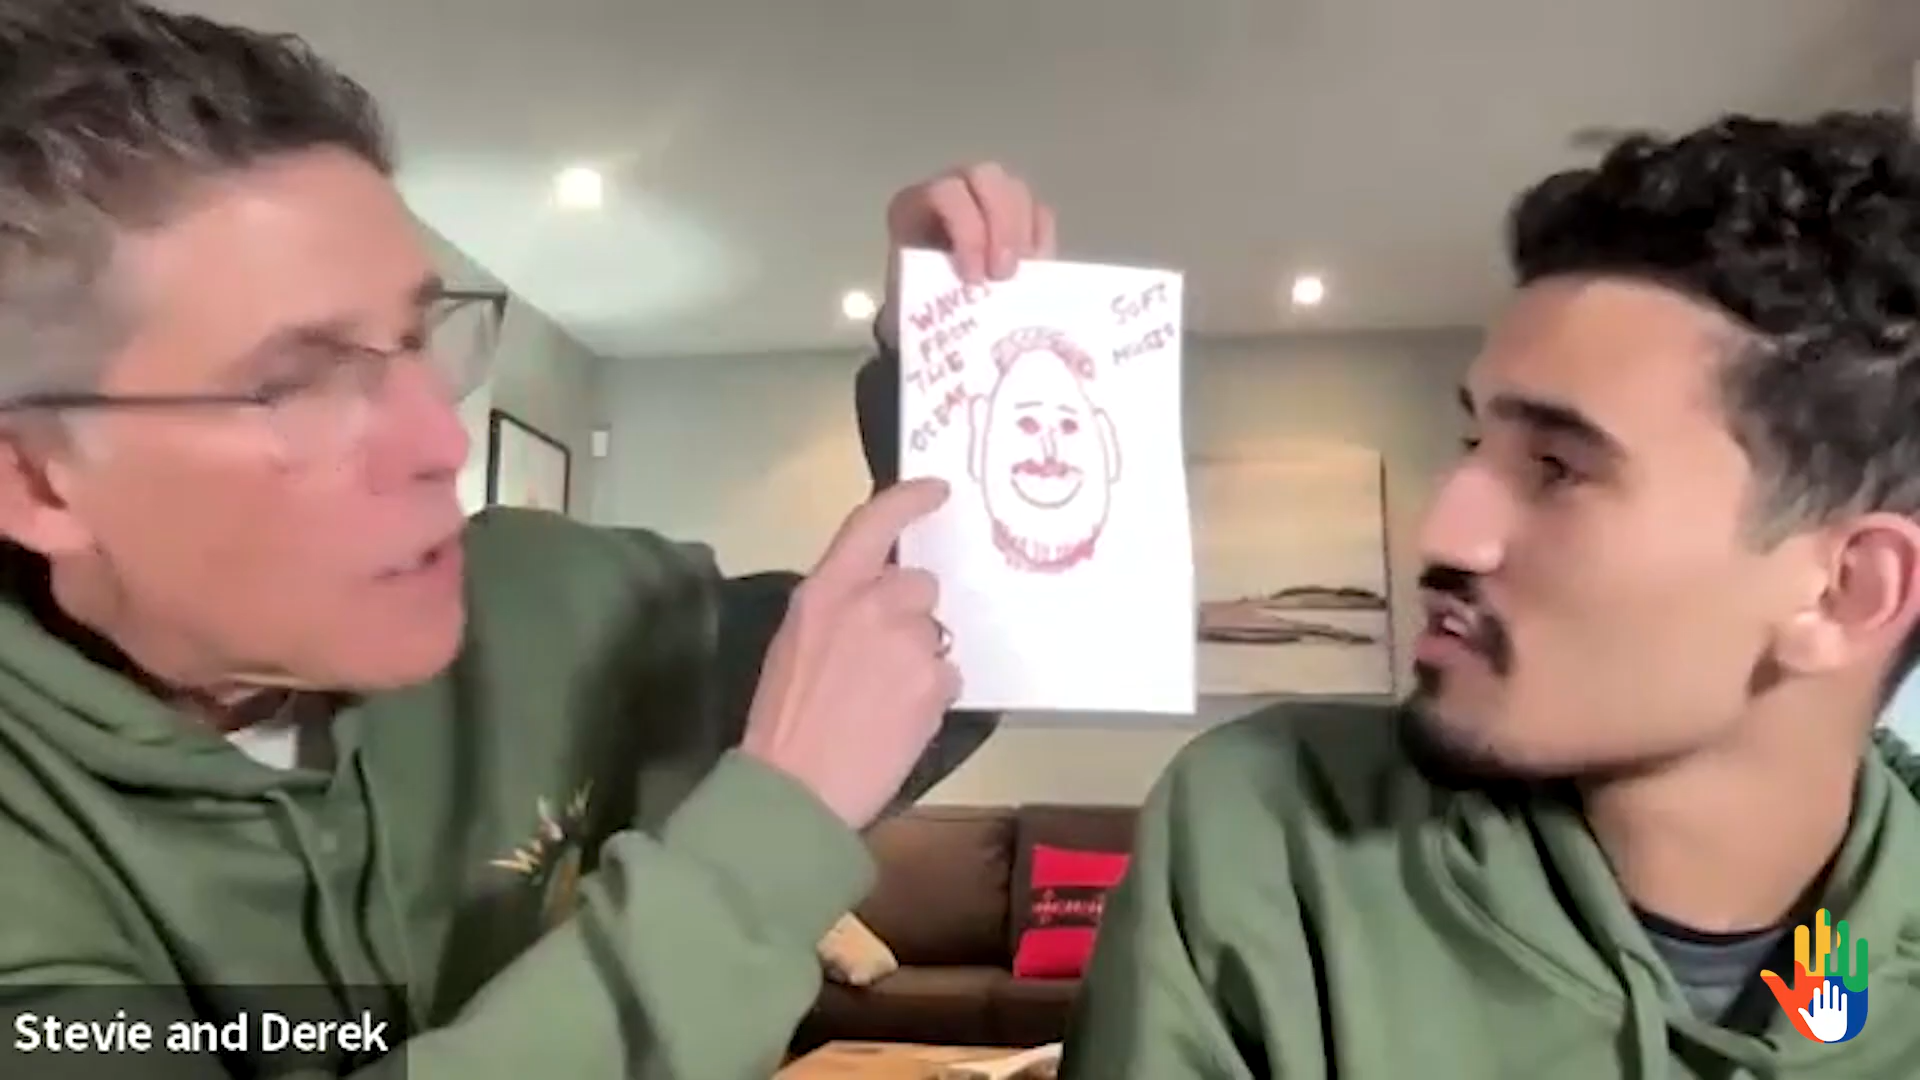 WAVES
FROM
THE
OCEAN
SOFT
MUSIC
Stevie and Derek